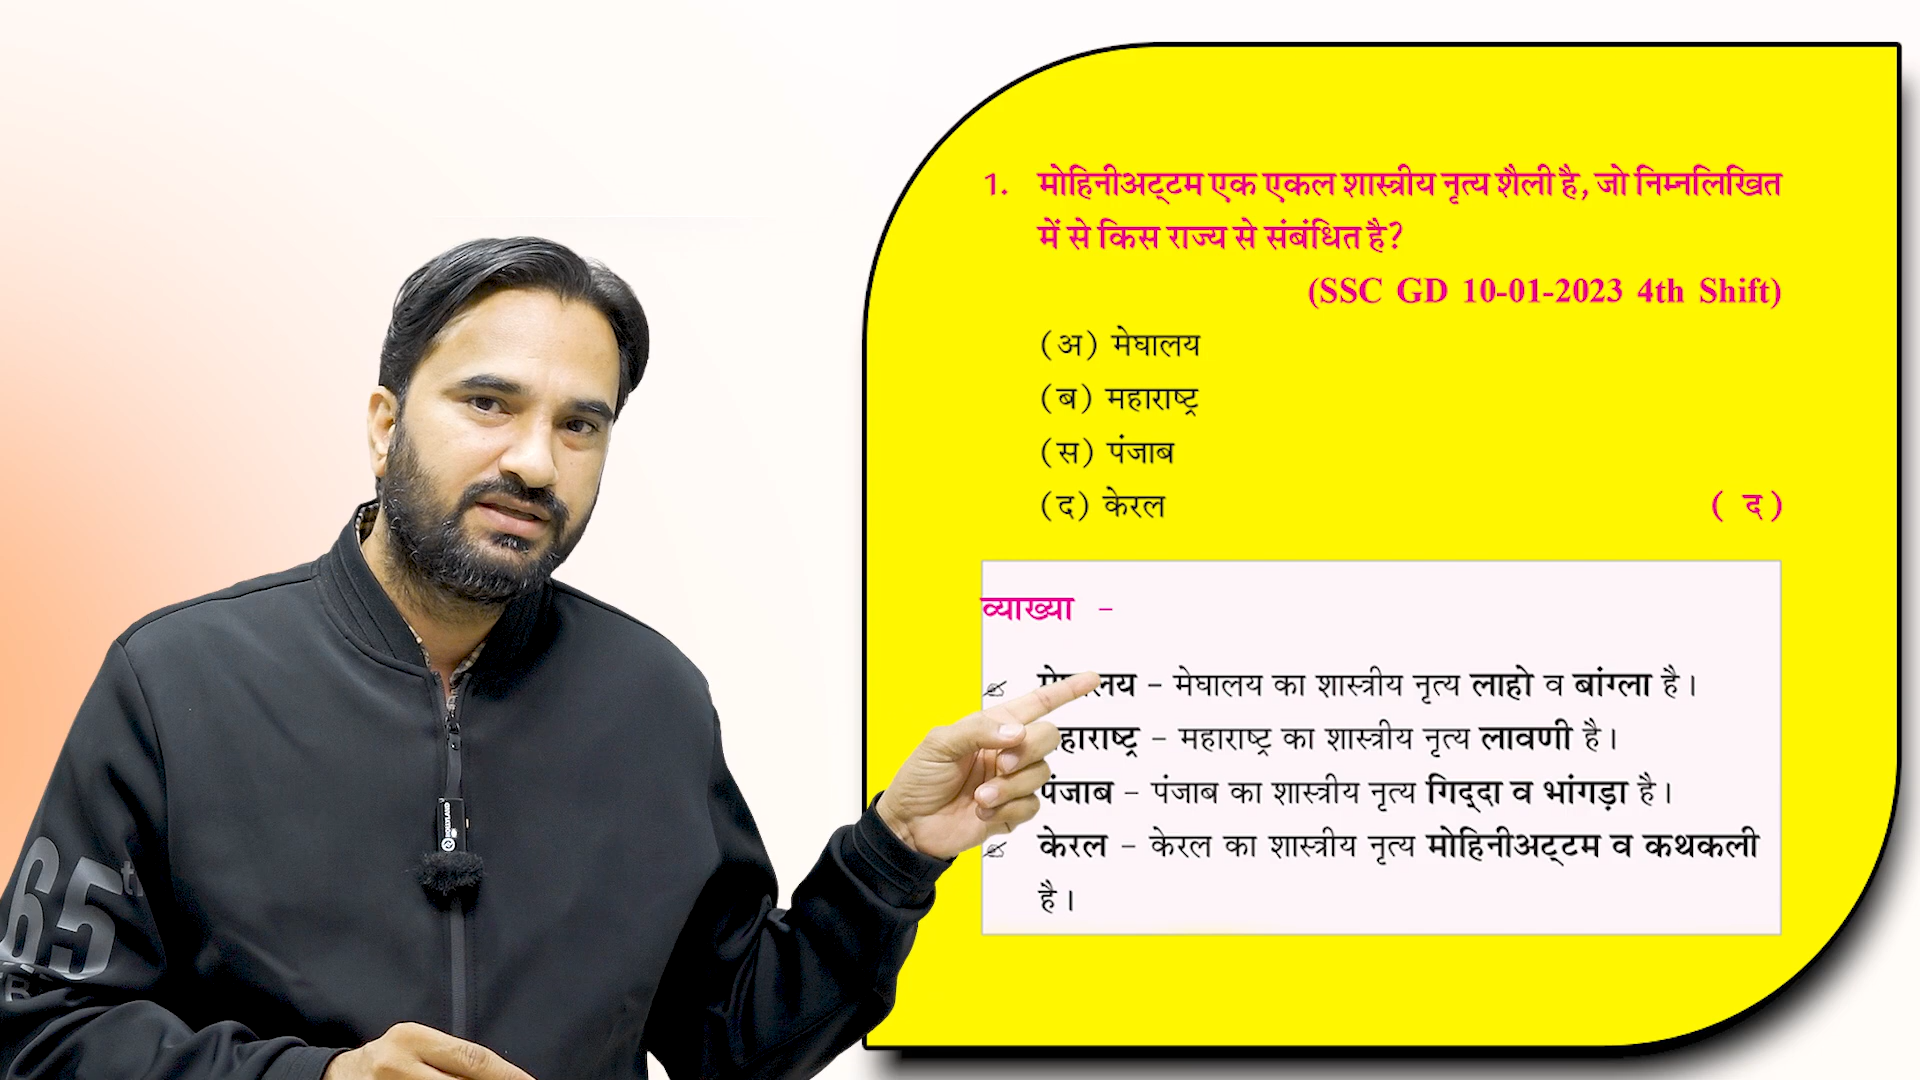 1. मोहिनीअट्टम एक एकल शास्त्रीय नृत्य शैली है, जो निम्नलिखित
में से किस राज्य से संबंधित है?
(SSC GD 10-01-2023 4th Shift)
(अ) मेघालय
(ब) महाराष्ट्र
(स) पंजाब
(द) केरल (द)
व्याख्या -
– मेघालय का शास्त्रीय नृत्य लाहो व बांग्ला है।
– महाराष्ट्र का शास्त्रीय नृत्य लावणी है।
पंजाब – पंजाब का शास्त्रीय नृत्य गिद्दा व भांगड़ा है।
केरल – केरल का शास्त्रीय नृत्य मोहिनीअट्टम व कथकली
है।
65